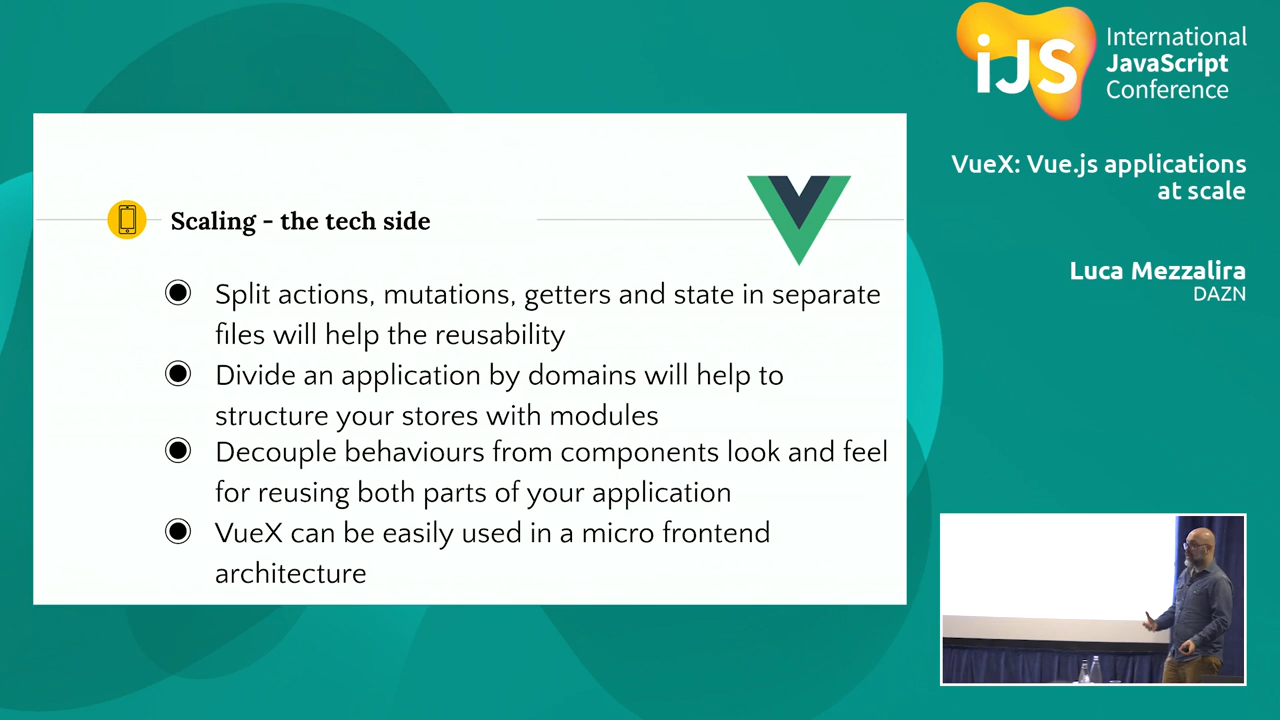 Scaling - the tech side
Split actions, mutations, getters and state in separate
files will help the reusability
Divide an application by domains will help to
structure your stores with modules
Decouple behaviours from components look and feel
for reusing both parts of your application
VueX can be easily used in a micro frontend
architecture
iJS
International
JavaScript
Conference
VueX: Vue.js applications
at scale
Luca Mezzalira
DAZN